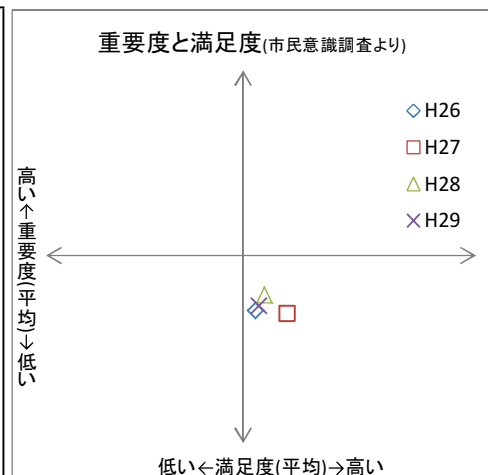 重要度と満足度(市民意識調査より)
H26
H27
H28
H29
高い↑重要度(平均)↓低い
低い←満足度(平均)→高い